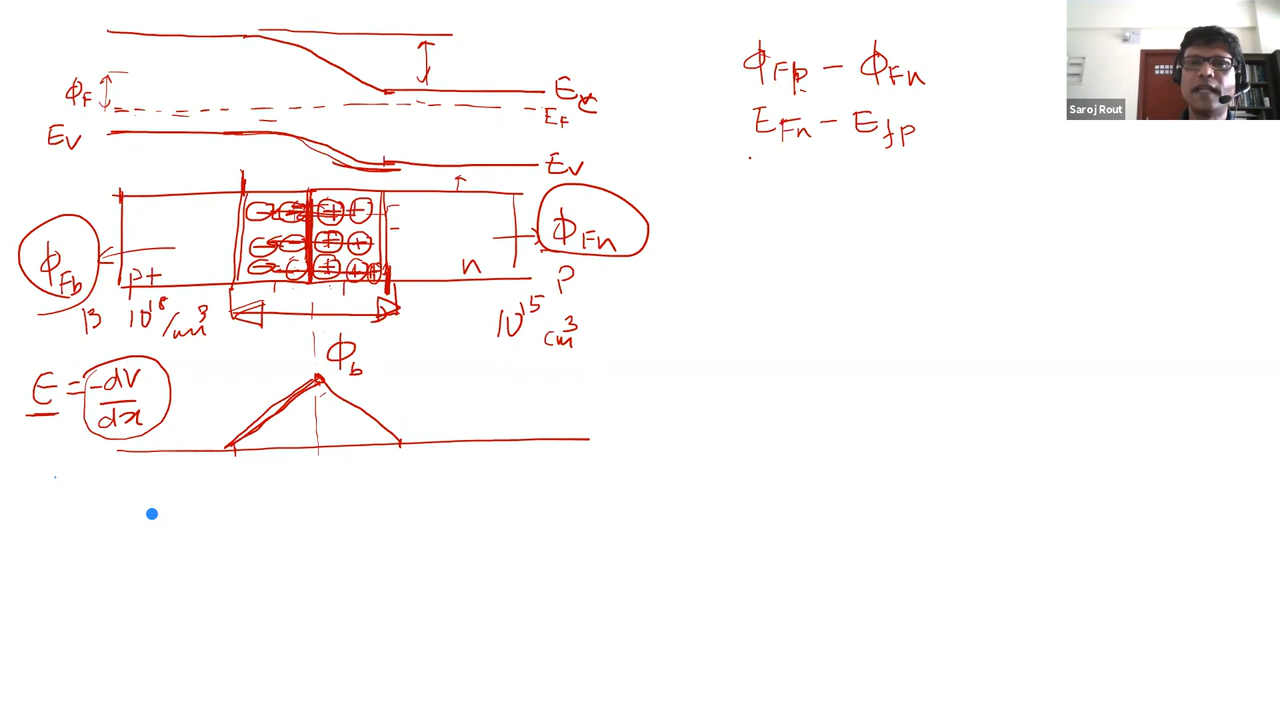 ϕF
Ec
EF
EV
EV
ϕFp - ϕFn
EFn - Efp
Saroj Rout
ϕFb
p+
n
ϕFn
B 10^18/cm^3
P
10^15 cm^3
ϕb
E = -dV/dx